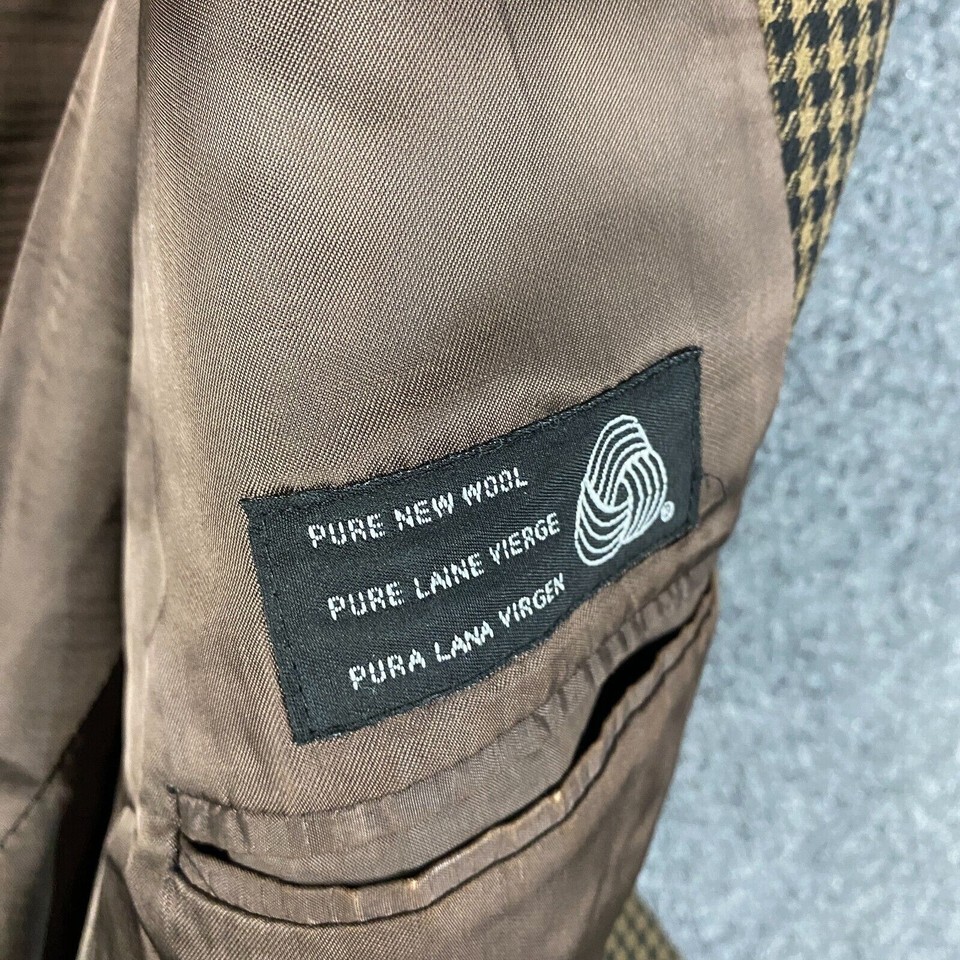 PURE NEW WOOL
PURE LAINE VIERGE
PURA LANA VIRGEN
®